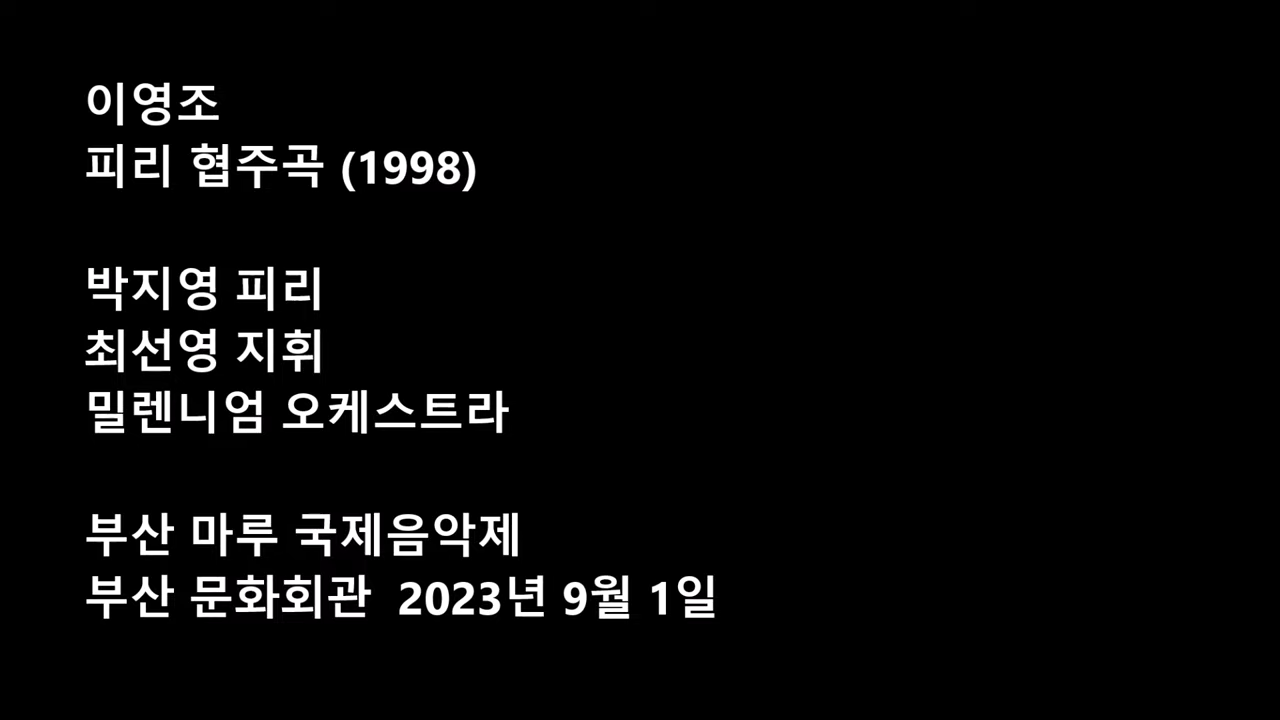 이영조
피리 협주곡 (1998)
박지영 피리
최선영 지휘
밀렌니엄 오케스트라
부산 마루 국제음악제
부산 문화회관 2023년 9월 1일